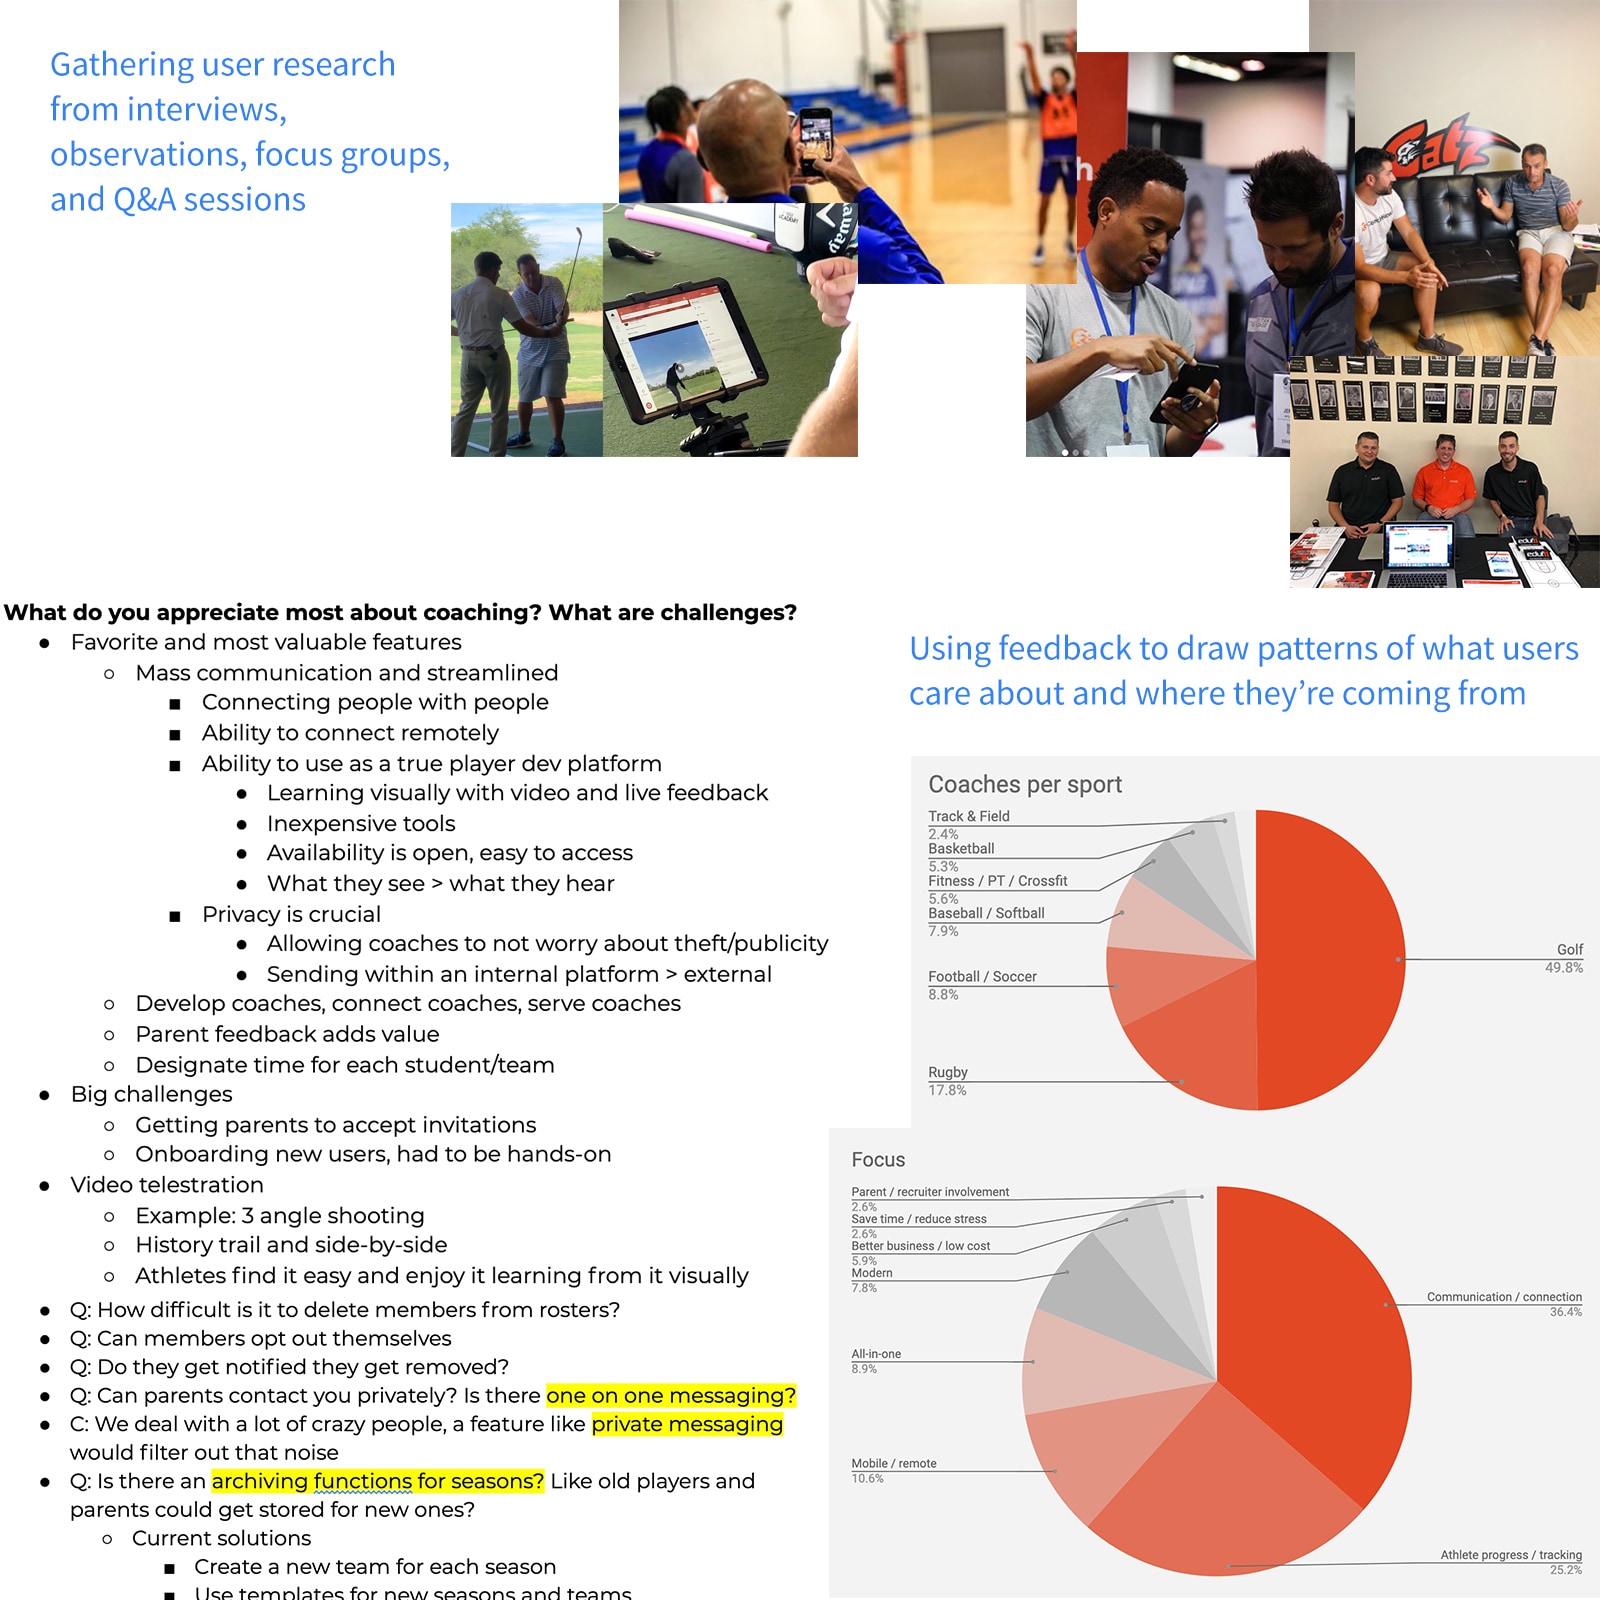 Gathering user research
from interviews,
observations, focus groups,
and Q&A sessions
Catz
edufii
What do you appreciate most about coaching? What are challenges?
● Favorite and most valuable features
○ Mass communication and streamlined
■ Connecting people with people
■ Ability to connect remotely
■ Ability to use as a true player dev platform
● Learning visually with video and live feedback
● Inexpensive tools
● Availability is open, easy to access
● What they see > what they hear
■ Privacy is crucial
● Allowing coaches to not worry about theft/publicity
● Sending within an internal platform > external
○ Develop coaches, connect coaches, serve coaches
○ Parent feedback adds value
○ Designate time for each student/team
● Big challenges
○ Getting parents to accept invitations
○ Onboarding new users, had to be hands-on
● Video telestration
○ Example: 3 angle shooting
○ History trail and side-by-side
○ Athletes find it easy and enjoy it learning from it visually
● Q: How difficult is it to delete members from rosters?
● Q: Can members opt out themselves
● Q: Do they get notified they get removed?
● Q: Can parents contact you privately? Is there one on one messaging?
● C: We deal with a lot of crazy people, a feature like private messaging
would filter out that noise
● Q: Is there an archiving functions for seasons? Like old players and
parents could get stored for new ones?
○ Current solutions
■ Create a new team for each season
■ Use templates for new seasons and teams
Using feedback to draw patterns of what users
care about and where they’re coming from
Coaches per sport
Track & Field
2.4%
Basketball
5.3%
Fitness / PT / Crossfit
5.6%
Baseball / Softball
7.9%
Football / Soccer
8.8%
Rugby
17.8%
Golf
49.8%
Focus
Parent / recruiter involvement
2.6%
Save time / reduce stress
2.6%
Better business / low cost
5.9%
Modern
7.8%
All-in-one
8.9%
Mobile / remote
10.6%
Communication / connection
36.4%
Athlete progress / tracking
25.2%